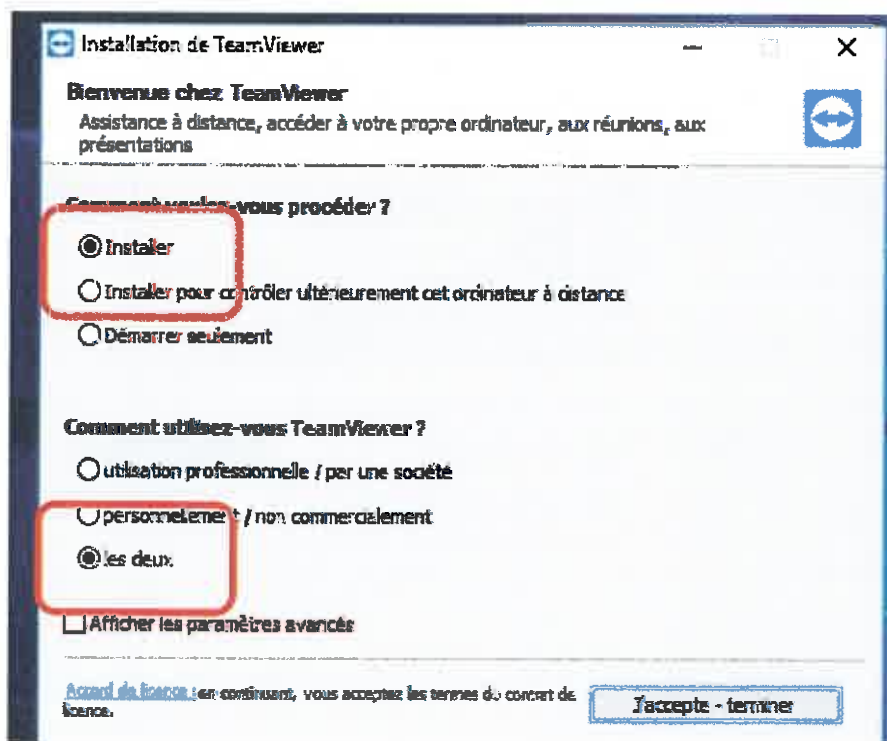 Installation de TeamViewer
Bienvenue chez TeamViewer
Assistance à distance, accéder à votre propre ordinateur, aux réunions, aux
présentations
Comment voulez-vous procéder ?
Installer
Installer pour contrôler ultérieurement cet ordinateur à distance
Démarrer seulement
Comment utilisez-vous TeamViewer ?
utilisation professionnelle / par une société
personnellement / non commercialement
les deux
Afficher les paramètres avancés
Accord de licence : en continuant, vous acceptez les termes du contrat de
licence.
J'accepte - terminer